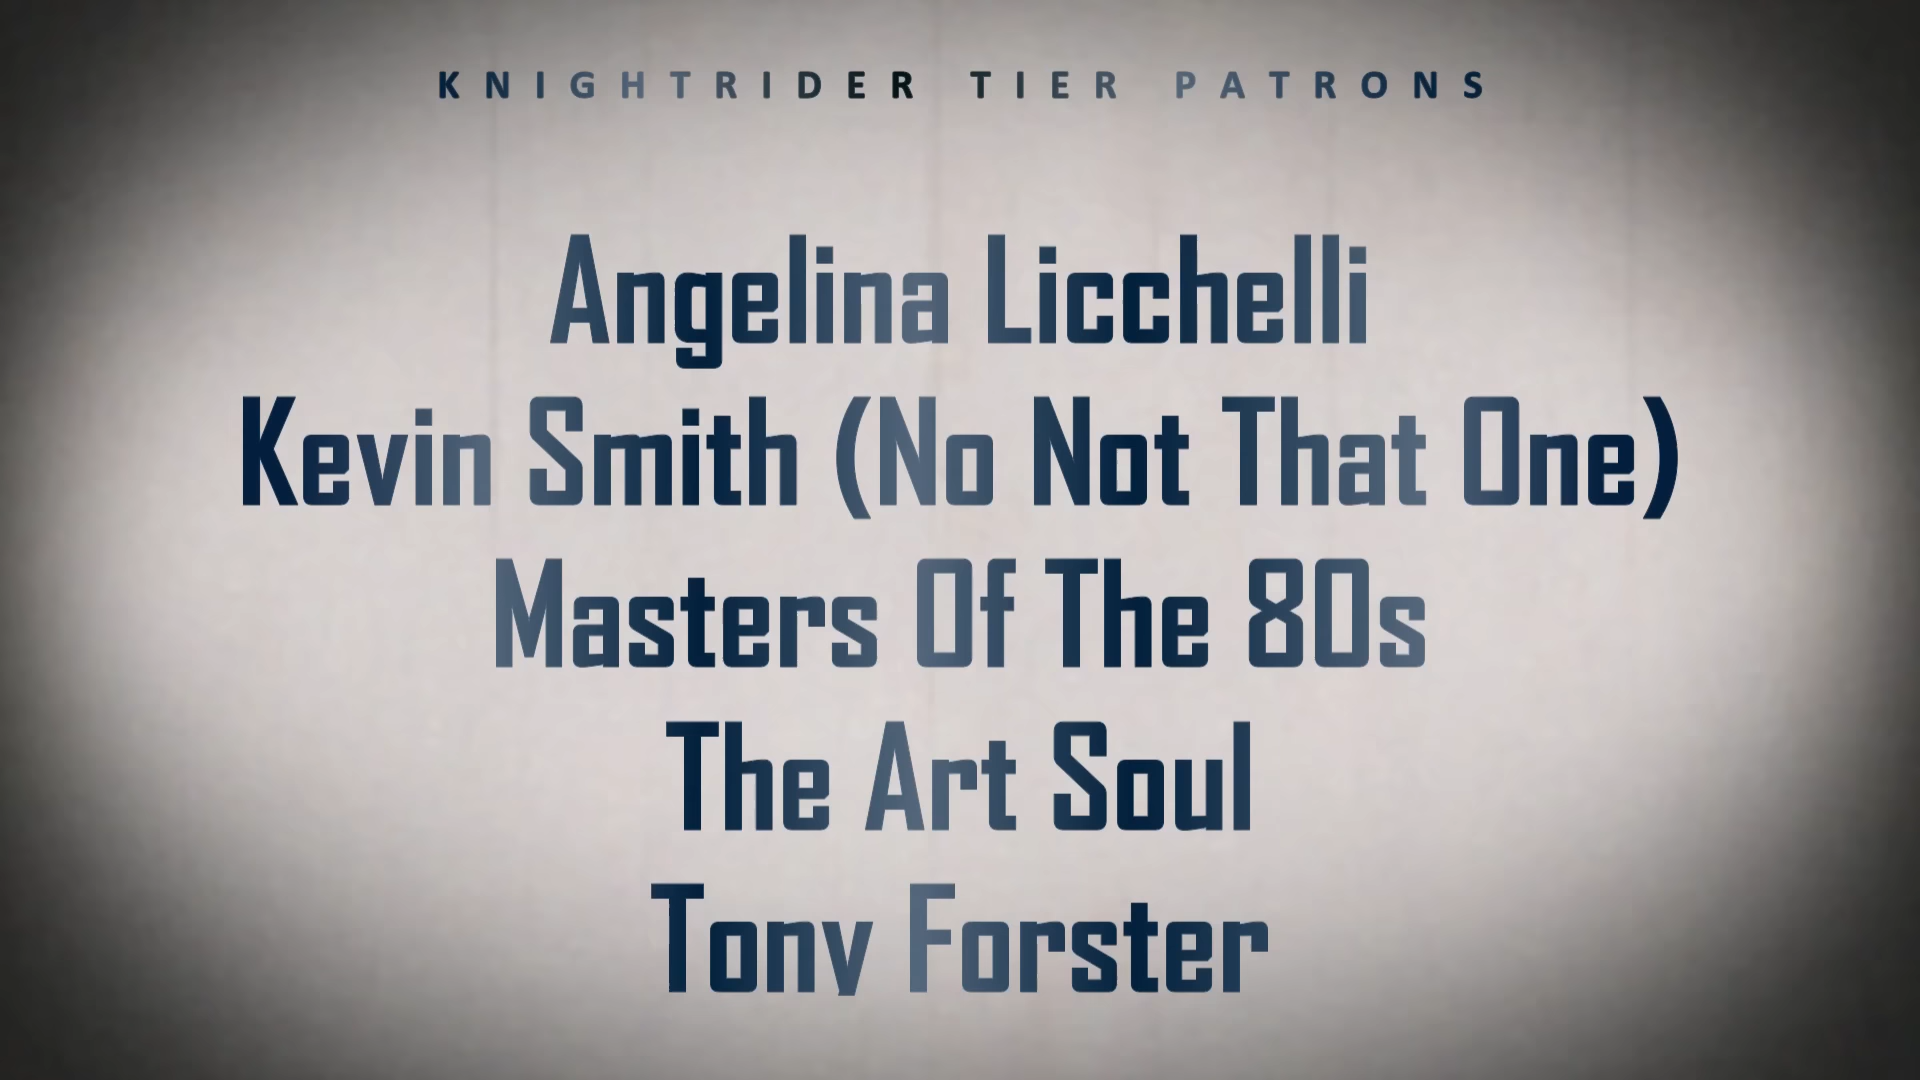 KNIGHTRIDER TIER PATRONS
Angelina Licchelli
Kevin Smith (No Not That One)
Masters Of The 80s
The Art Soul
Tony Forster